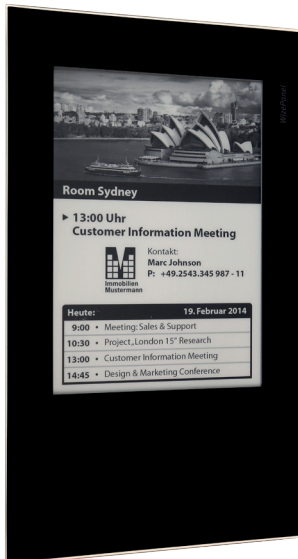 Room Sydney
▸ 13:00 Uhr
Customer Information Meeting
Immobilien
Mustermann
Kontakt:
Marc Johnson
P: +49.2543.345 987 - 11
Heute: 19. Februar 2014
9:00 • Meeting: Sales & Support
10:30 • Project „London 15" Research
13:00 • Customer Information Meeting
14:45 • Design & Marketing Conference